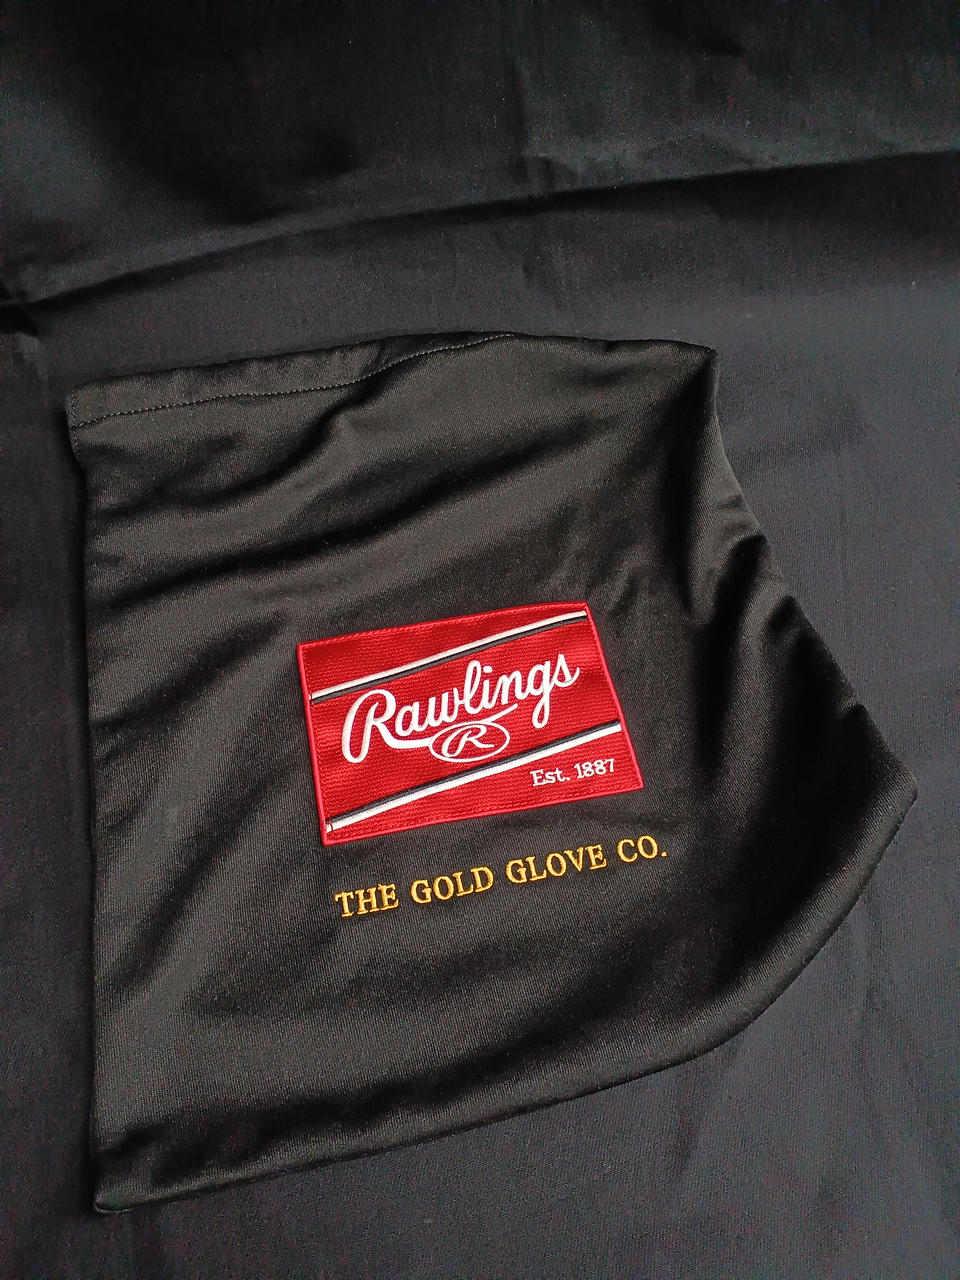 Rawlings
R
Est. 1887
THE GOLD GLOVE CO.